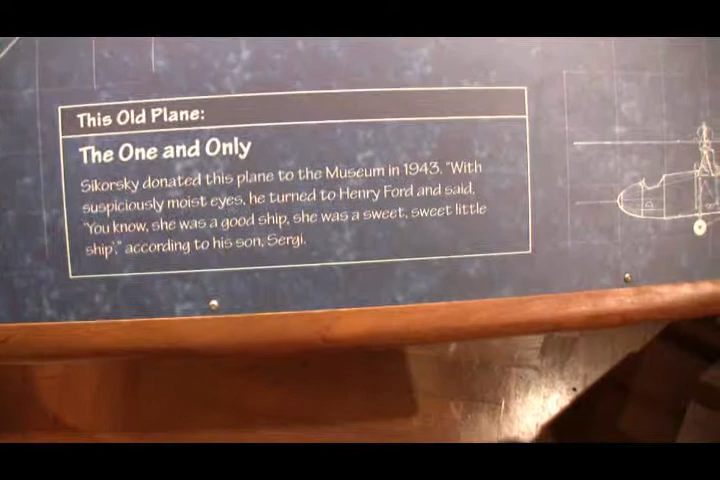 This Old Plane:
The One and Only
Sikorsky donated this plane to the Museum in 1943. "With
suspiciously moist eyes, he turned to Henry Ford and said,
'You know, she was a good ship, she was a sweet, sweet little
ship'," according to his son, Sergi.